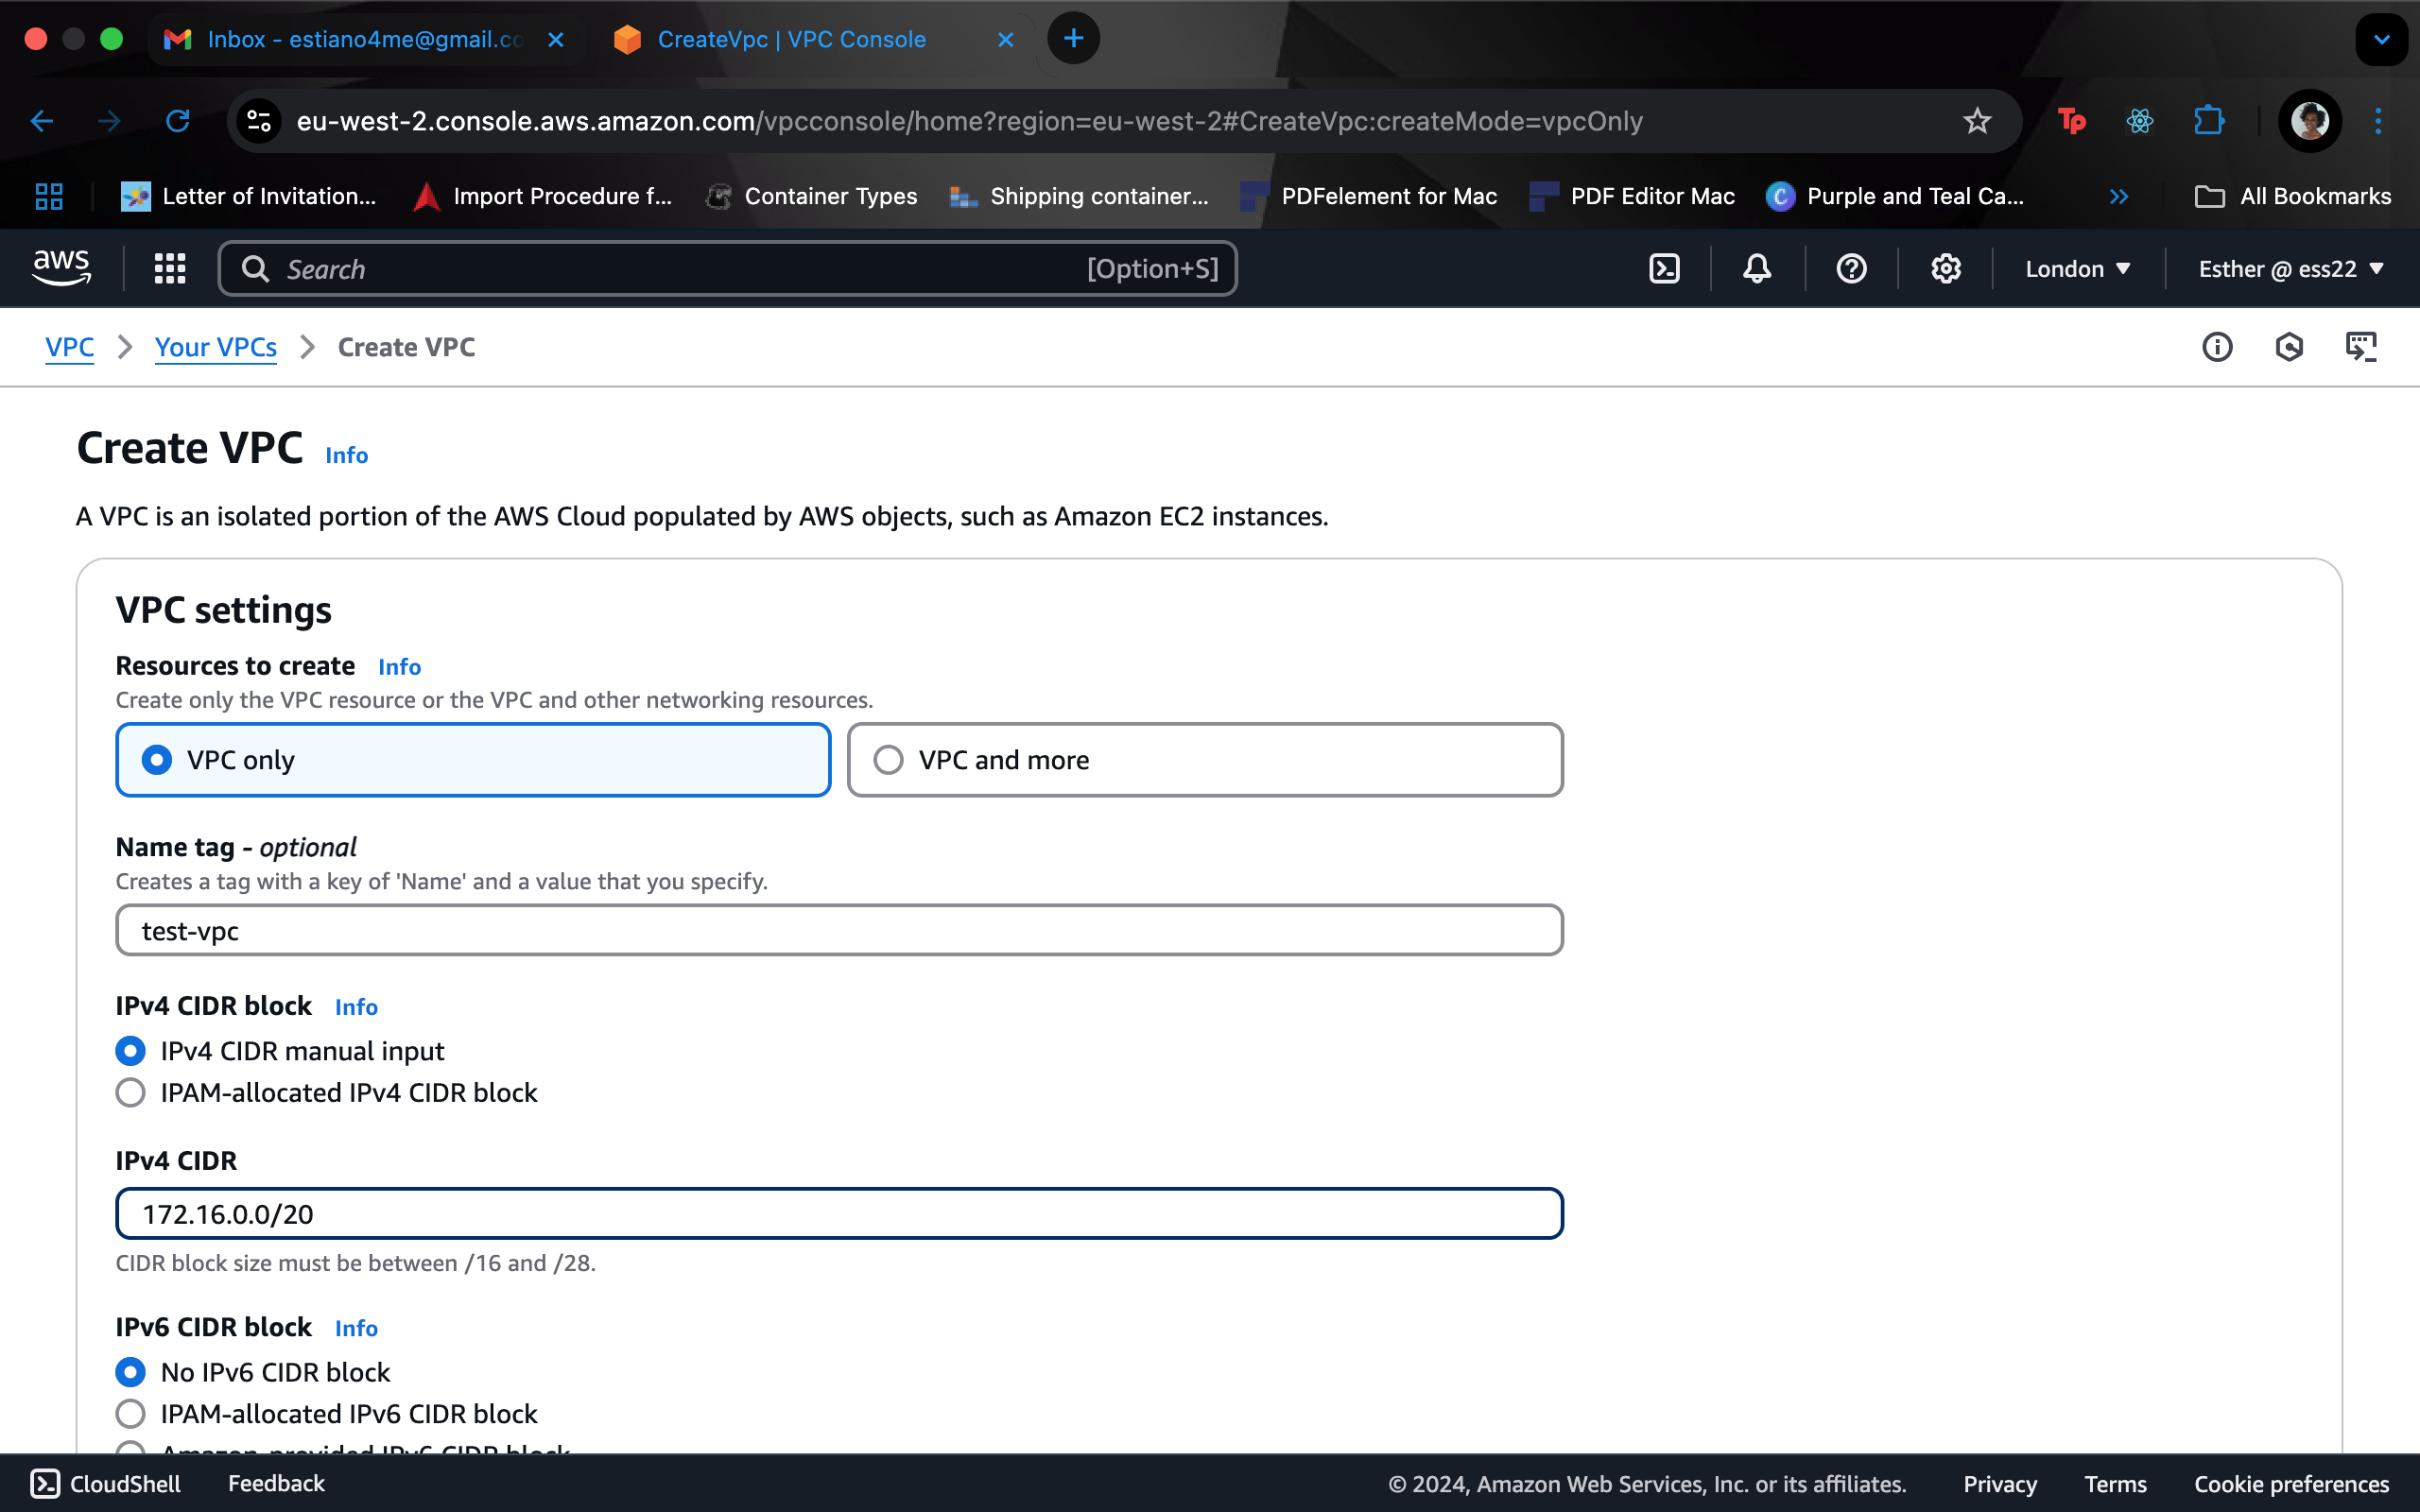 Inbox - estiano4me@gmail.co
CreateVpc | VPC Console
eu-west-2.console.aws.amazon.com/vpcconsole/home?region=eu-west-2#CreateVpc:createMode=vpcOnly
Tp
Letter of Invitation... Import Procedure f... Container Types Shipping container... PDFelement for Mac PDF Editor Mac Purple and Teal Ca... All Bookmarks
aws Search [Option+S] London Esther @ ess22
VPC Your VPCs Create VPC
Create VPC Info
A VPC is an isolated portion of the AWS Cloud populated by AWS objects, such as Amazon EC2 instances.
VPC settings
Resources to create Info
Create only the VPC resource or the VPC and other networking resources.
VPC only VPC and more
Name tag - optional
Creates a tag with a key of 'Name' and a value that you specify.
test-vpc
IPv4 CIDR block Info
IPv4 CIDR manual input
IPAM-allocated IPv4 CIDR block
IPv4 CIDR
172.16.0.0/20
CIDR block size must be between /16 and /28.
IPv6 CIDR block Info
No IPv6 CIDR block
IPAM-allocated IPv6 CIDR block
Amazon-provided IPv6 CIDR block
CloudShell Feedback © 2024, Amazon Web Services, Inc. or its affiliates. Privacy Terms Cookie preferences